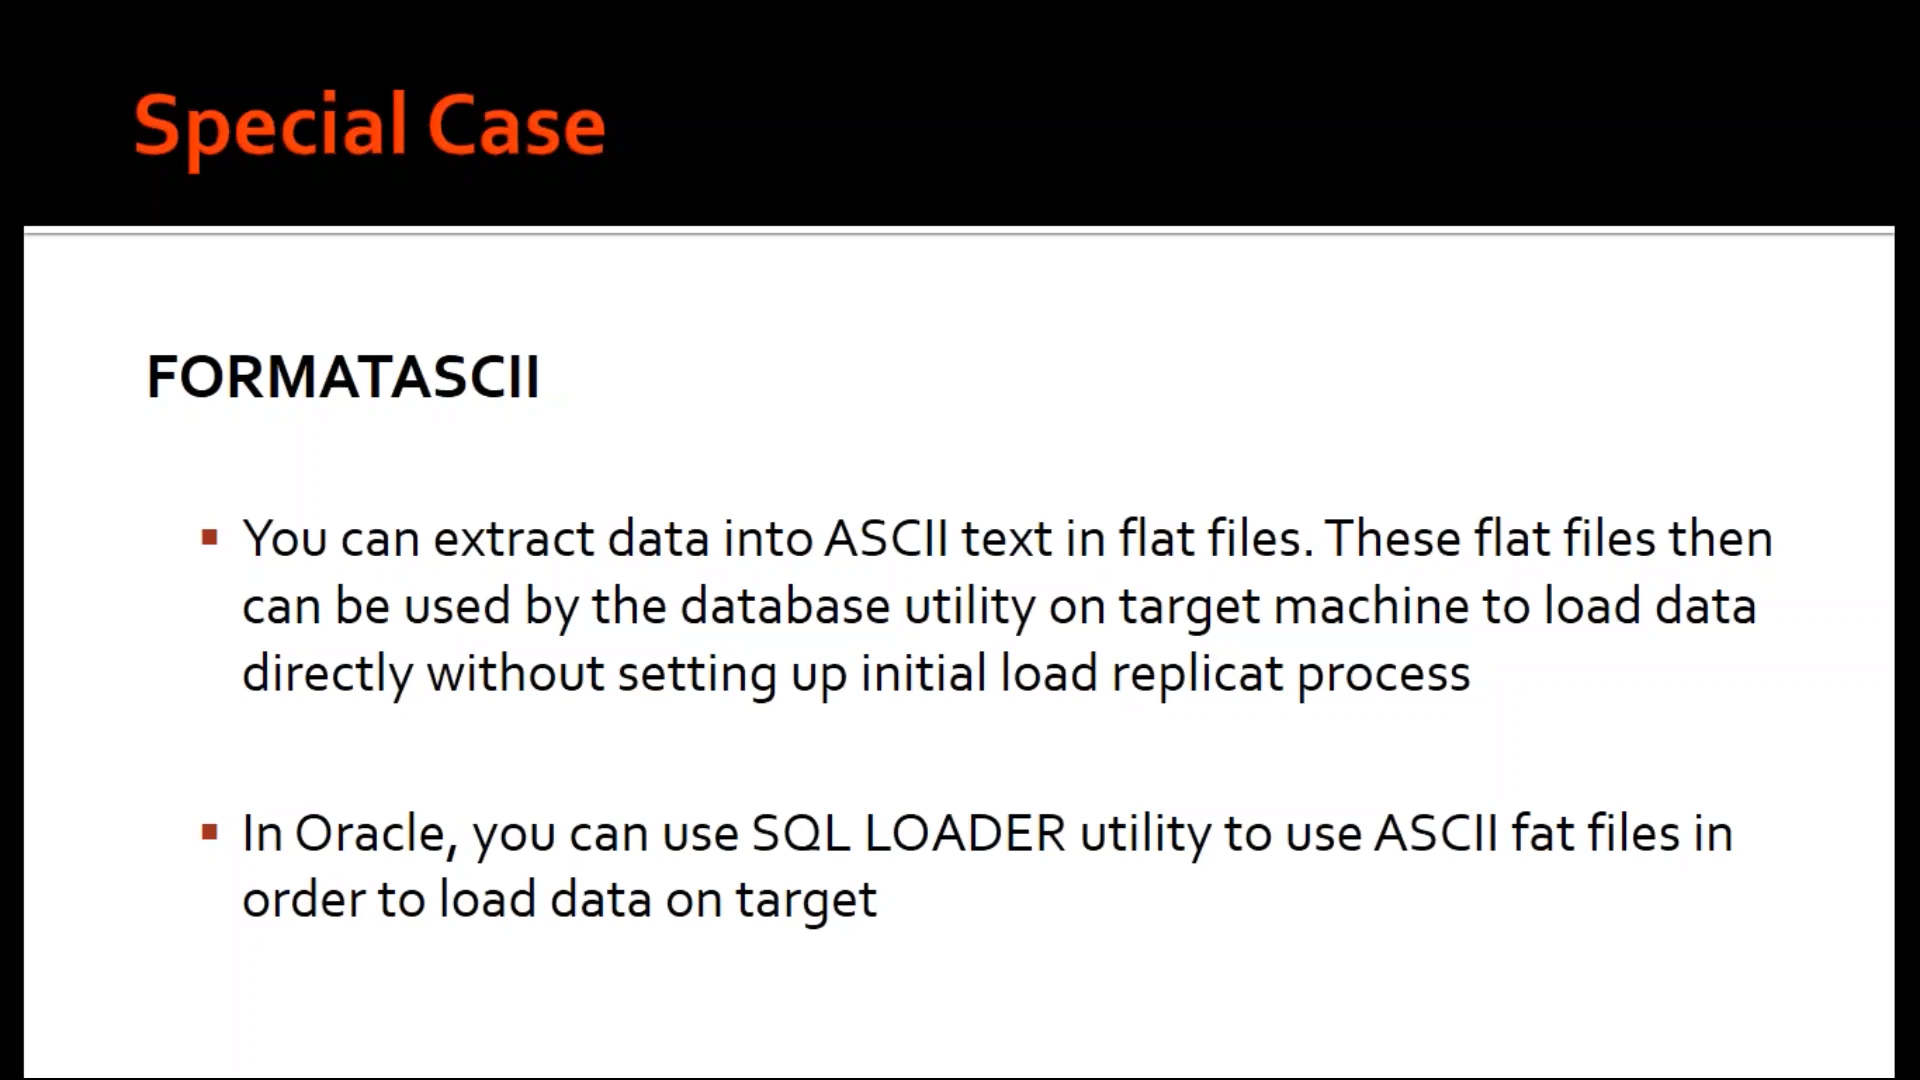 Special Case
FORMATASCII
▪ You can extract data into ASCII text in flat files. These flat files then
can be used by the database utility on target machine to load data
directly without setting up initial load replicat process
▪ In Oracle, you can use SQL LOADER utility to use ASCII fat files in
order to load data on target